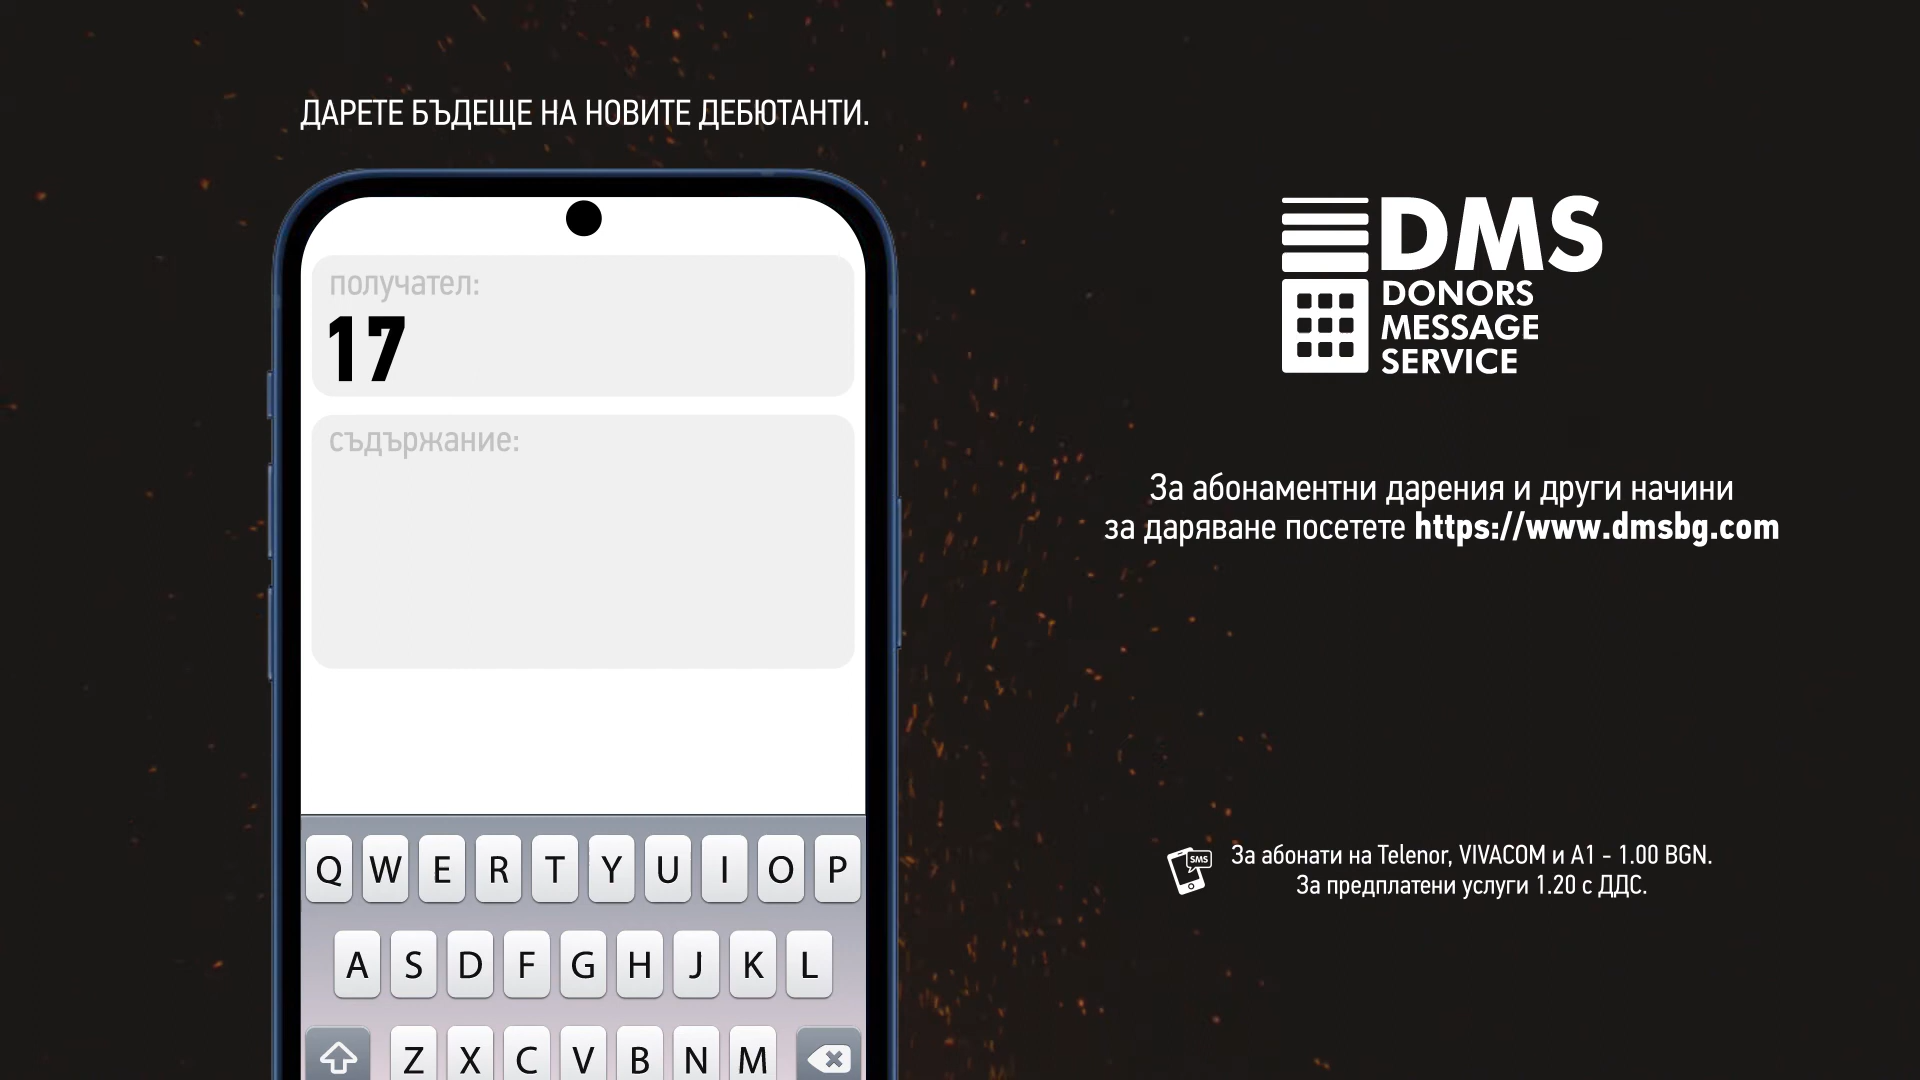 ДАРЕТЕ БЪДЕЩЕ НА НОВИТЕ ДЕБЮТАНТИ.
получател:
17
съдържание:
Q W E R T Y U I O P
A S D F G H J K L
Z X C V B N M
DMS
DONORS
MESSAGE
SERVICE
За абонаментни дарения и други начини
за даряване посетете https://www.dmsbg.com
SMS
За абонати на Telenor, VIVACOM и А1 - 1.00 BGN.
За предплатени услуги 1.20 с ДДС.